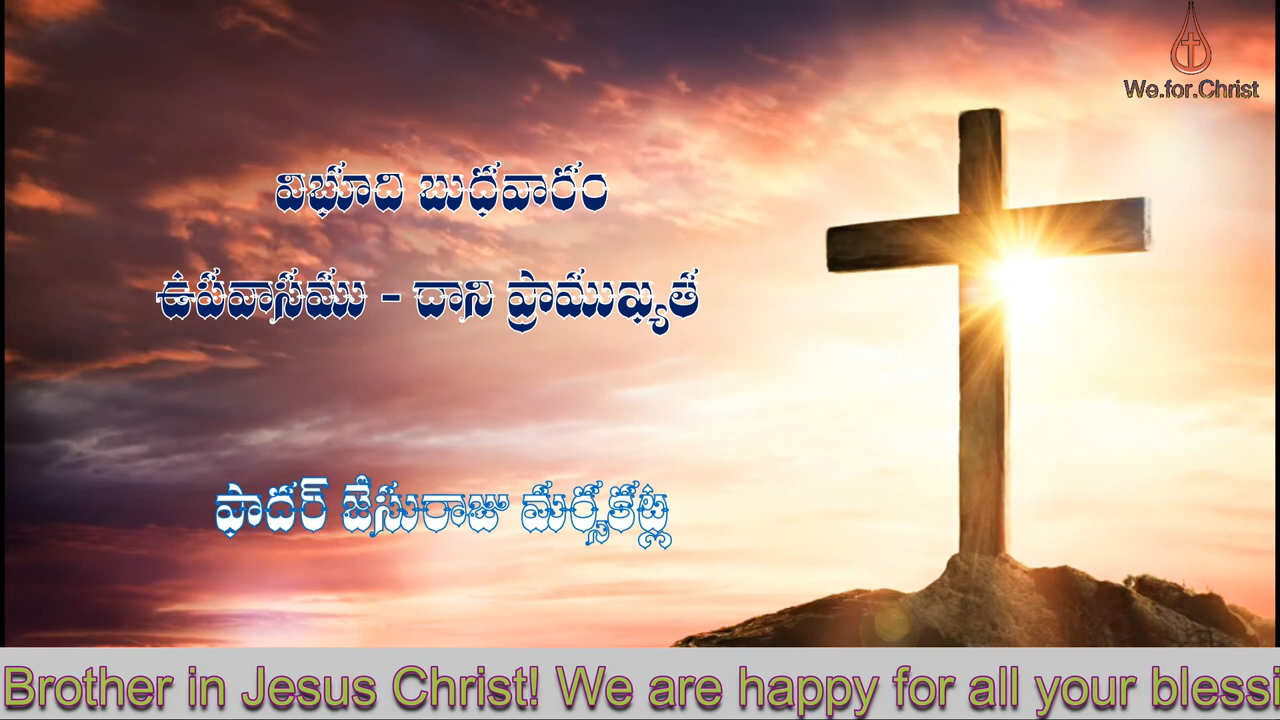 We.for.Christ
విభూది బుధవారం
ఉపవాసము - దాని ప్రాముఖ్యత
ఫాదర్ జేసురాజు మర్సకట్ల
Brother in Jesus Christ! We are happy for all your blessi